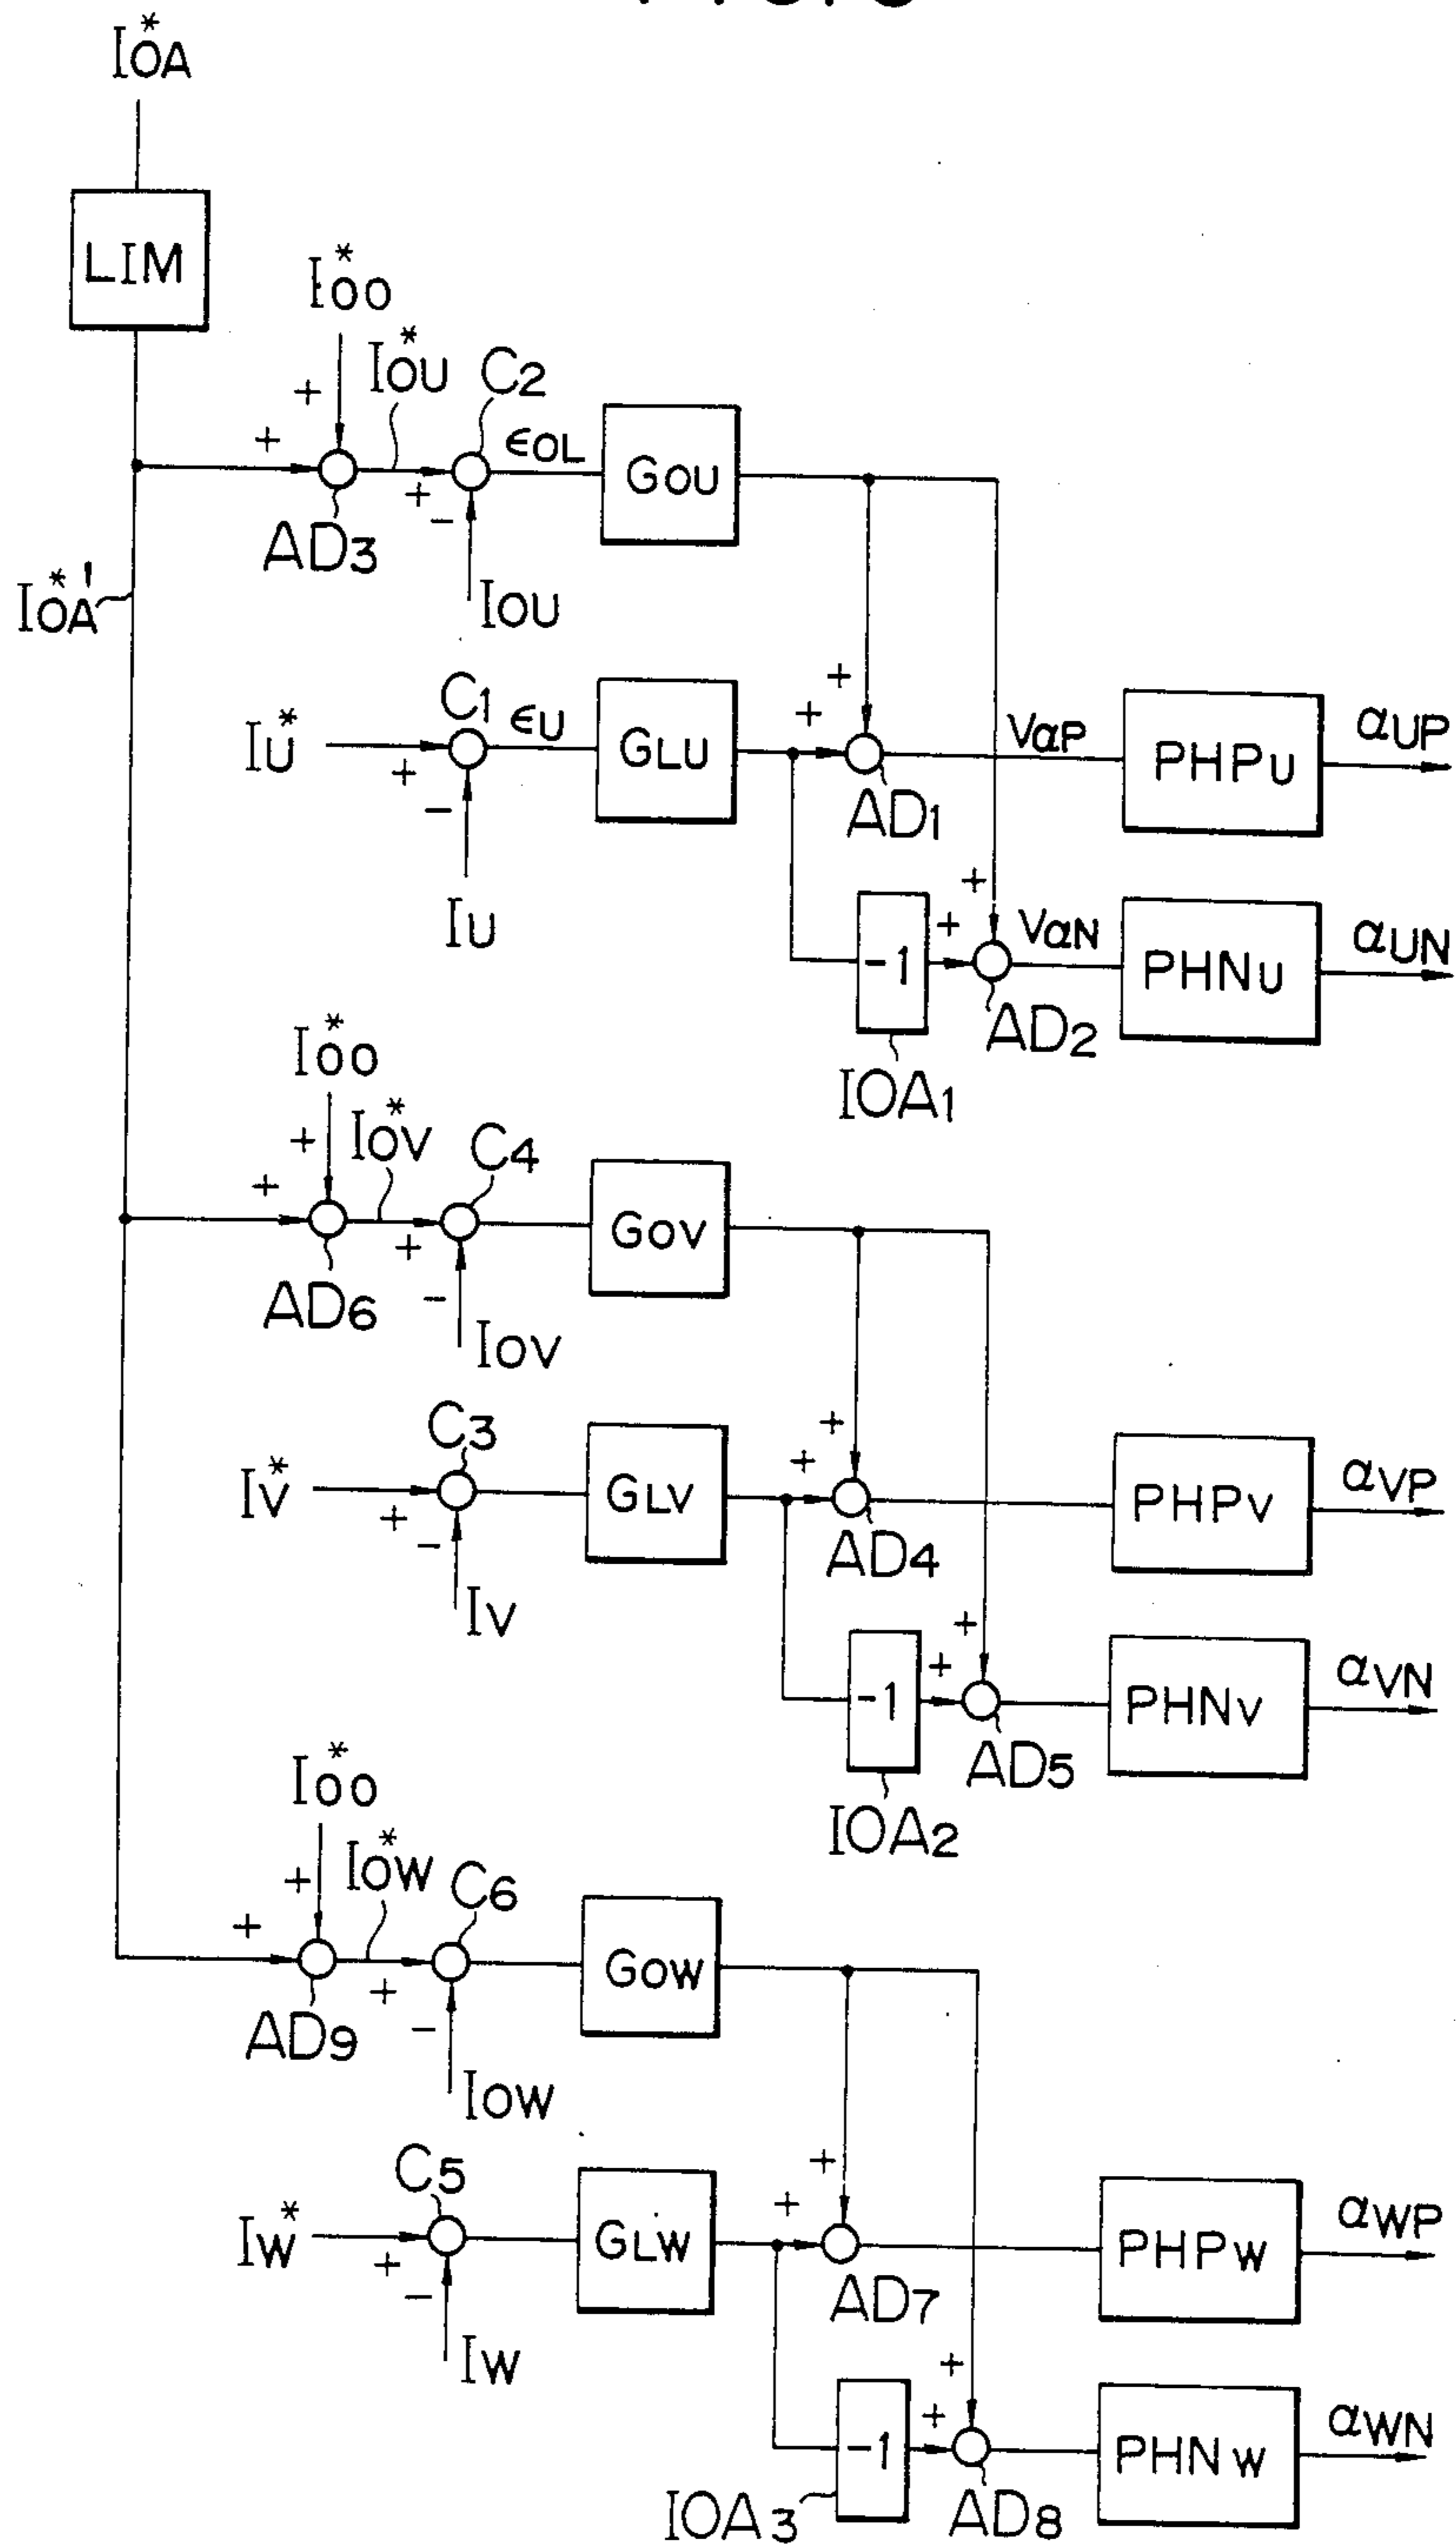 I*OA
LIM
I*OO
I*OU
C2
+
+
ϵOL
GOU
+
−
AD3
I*OA'
IOU
+
C1
ϵU
+
IU*
GLU
VαP
PHPU
αUP
+
−
AD1
+
IU
+
VαN
αUN
−1
PHNU
AD2
I*OO
IOA1
I*OV
C4
+
+
GOV
+
−
AD6
IOV
C3
+
+
IV*
GLV
PHPV
αVP
+
−
AD4
IV
+
+
αVN
−1
PHNV
AD5
I*OO
IOA2
I*OW
C6
+
+
GOW
+
−
AD9
IOW
C5
+
+
IW*
GLW
PHPW
αWP
+
−
AD7
IW
+
+
αWN
−1
PHNW
IOA3
AD8